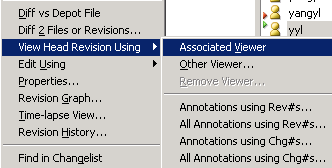 Diff vs Depot File
Diff 2 Files or Revisions...
View Head Revision Using
Edit Using
Properties...
Revision Graph...
Time-lapse View...
Revision History...
Find in Changelist
yangyl
yyl
Associated Viewer
Other Viewer...
Remove Viewer...
Annotations using Rev#s...
All Annotations using Rev#s...
Annotations using Chg#s...
All Annotations using Chg#s...